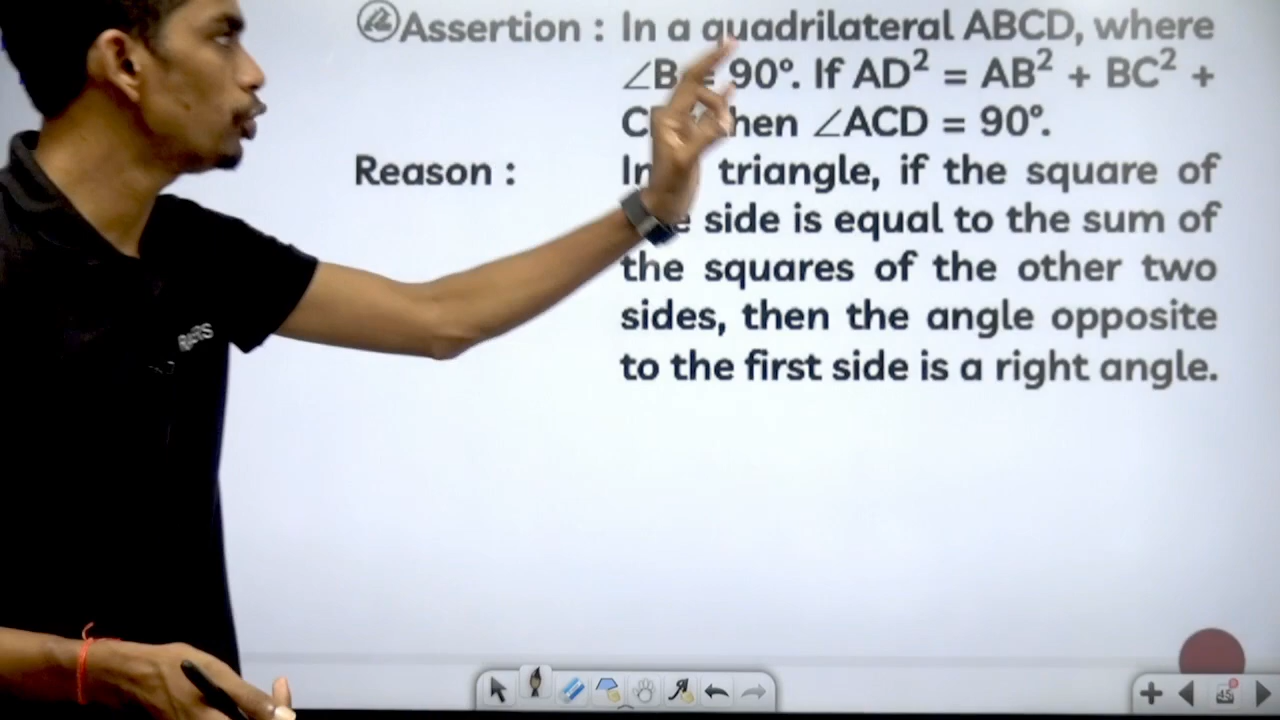 Assertion : In a quadrilateral ABCD, where
∠B = 90°. If AD² = AB² + BC² +
∠ACD = 90°.
Reason : triangle, if the square of
side is equal to the sum of
the squares of the other two
sides, then the angle opposite
to the first side is a right angle.
45